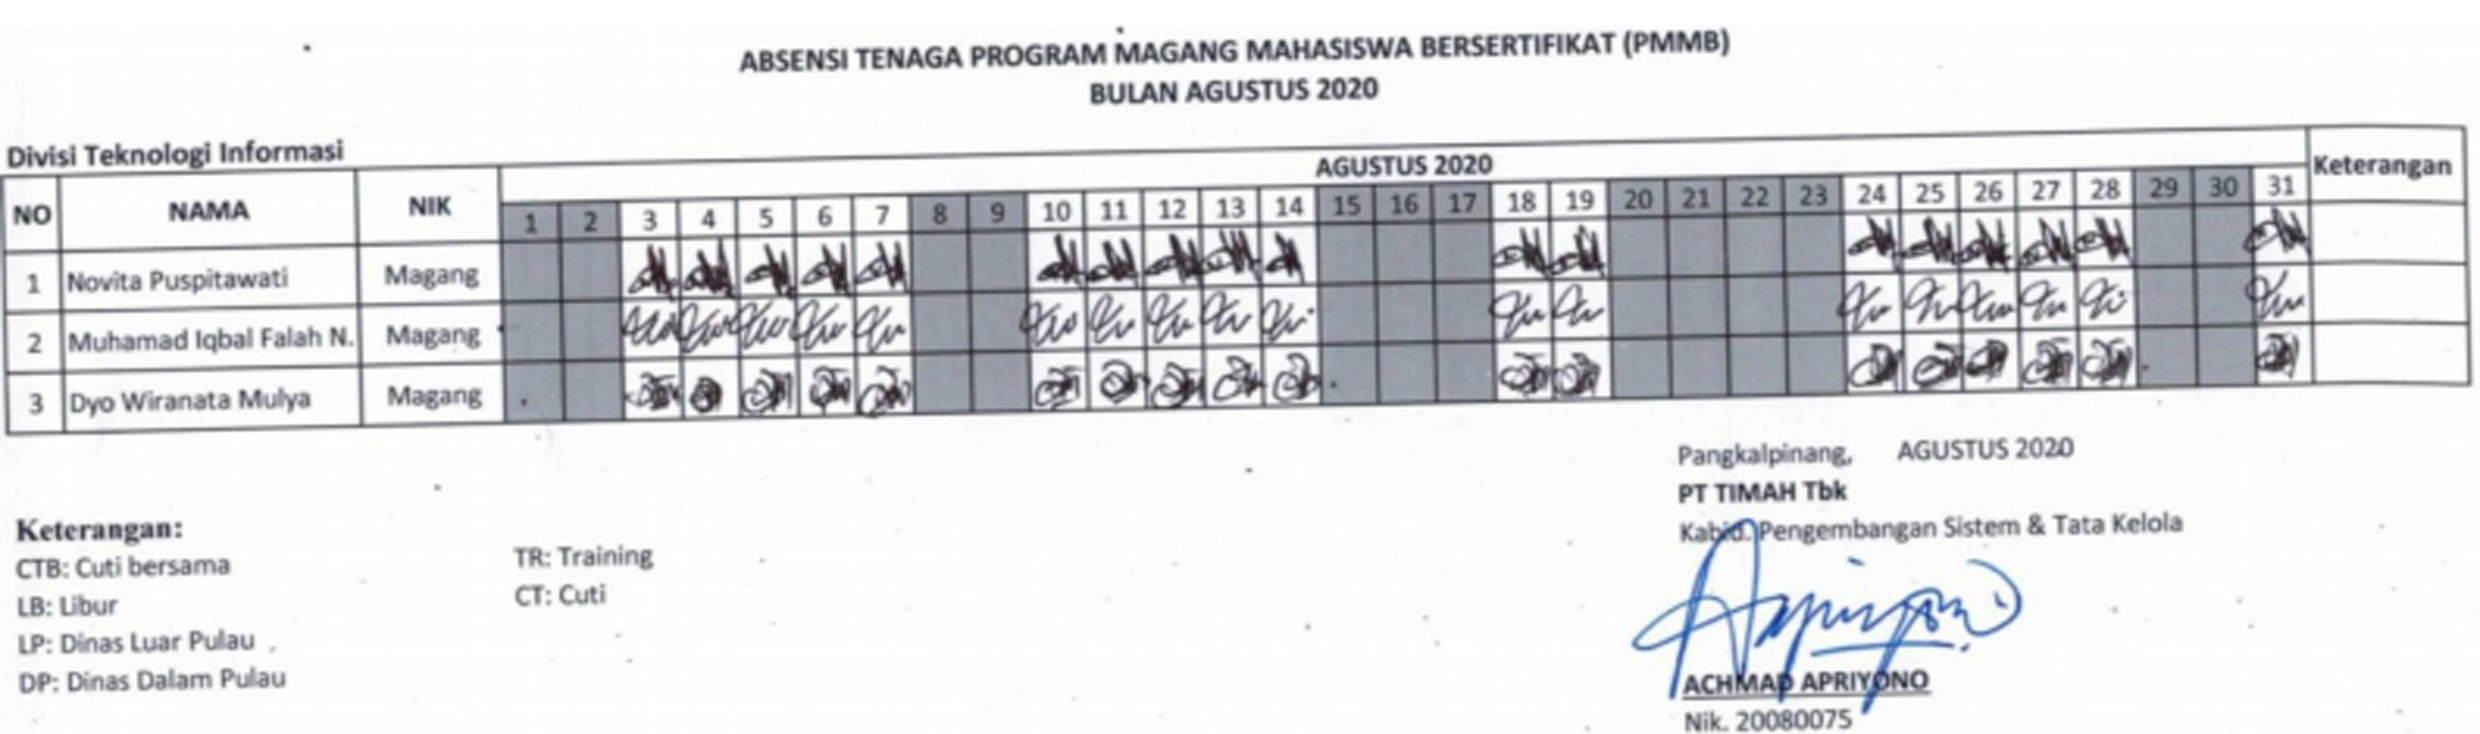 ABSENSI TENAGA PROGRAM MAGANG MAHASISWA BERSERTIFIKAT (PMMB)
BULAN AGUSTUS 2020
Divisi Teknologi Informasi
NO NAMA NIK AGUSTUS 2020 Keterangan
1 2 3 4 5 6 7 8 9 10 11 12 13 14 15 16 17 18 19 20 21 22 23 24 25 26 27 28 29 30 31
1 Novita Puspitawati Magang
2 Muhamad Iqbal Falah N. Magang
3 Dyo Wiranata Mulya Magang
Pangkalpinang, AGUSTUS 2020
PT TIMAH Tbk
Kabid. Pengembangan Sistem & Tata Kelola
ACHMAD APRIYONO
Nik. 20080075
Keterangan:
CTB: Cuti bersama
LB: Libur
LP: Dinas Luar Pulau
DP: Dinas Dalam Pulau
TR: Training
CT: Cuti